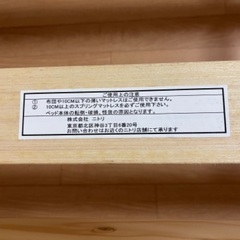 ご使用上の注意
① 布団や10CM以下の薄いマットレスはご使用できません。
② 10CM以上のスプリングマットレスを必ずご使用下さい。
ベッド本体の転倒・破壊、怪我の原因となります。
株式会社 ニトリ
東京都北区神谷3丁目6番20号
お問い合わせはお近くのニトリ店舗にて承ります。